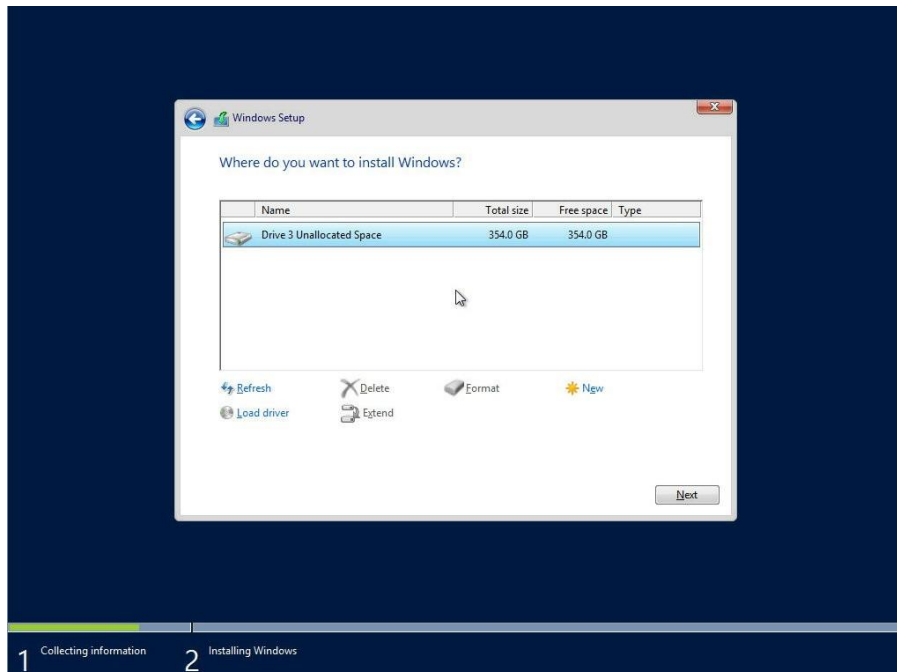 Windows Setup
Where do you want to install Windows?
Name Total size Free space Type
Drive 3 Unallocated Space 354.0 GB 354.0 GB
Refresh Delete Format New
Load driver Extend
Next
1 Collecting information 2 Installing Windows